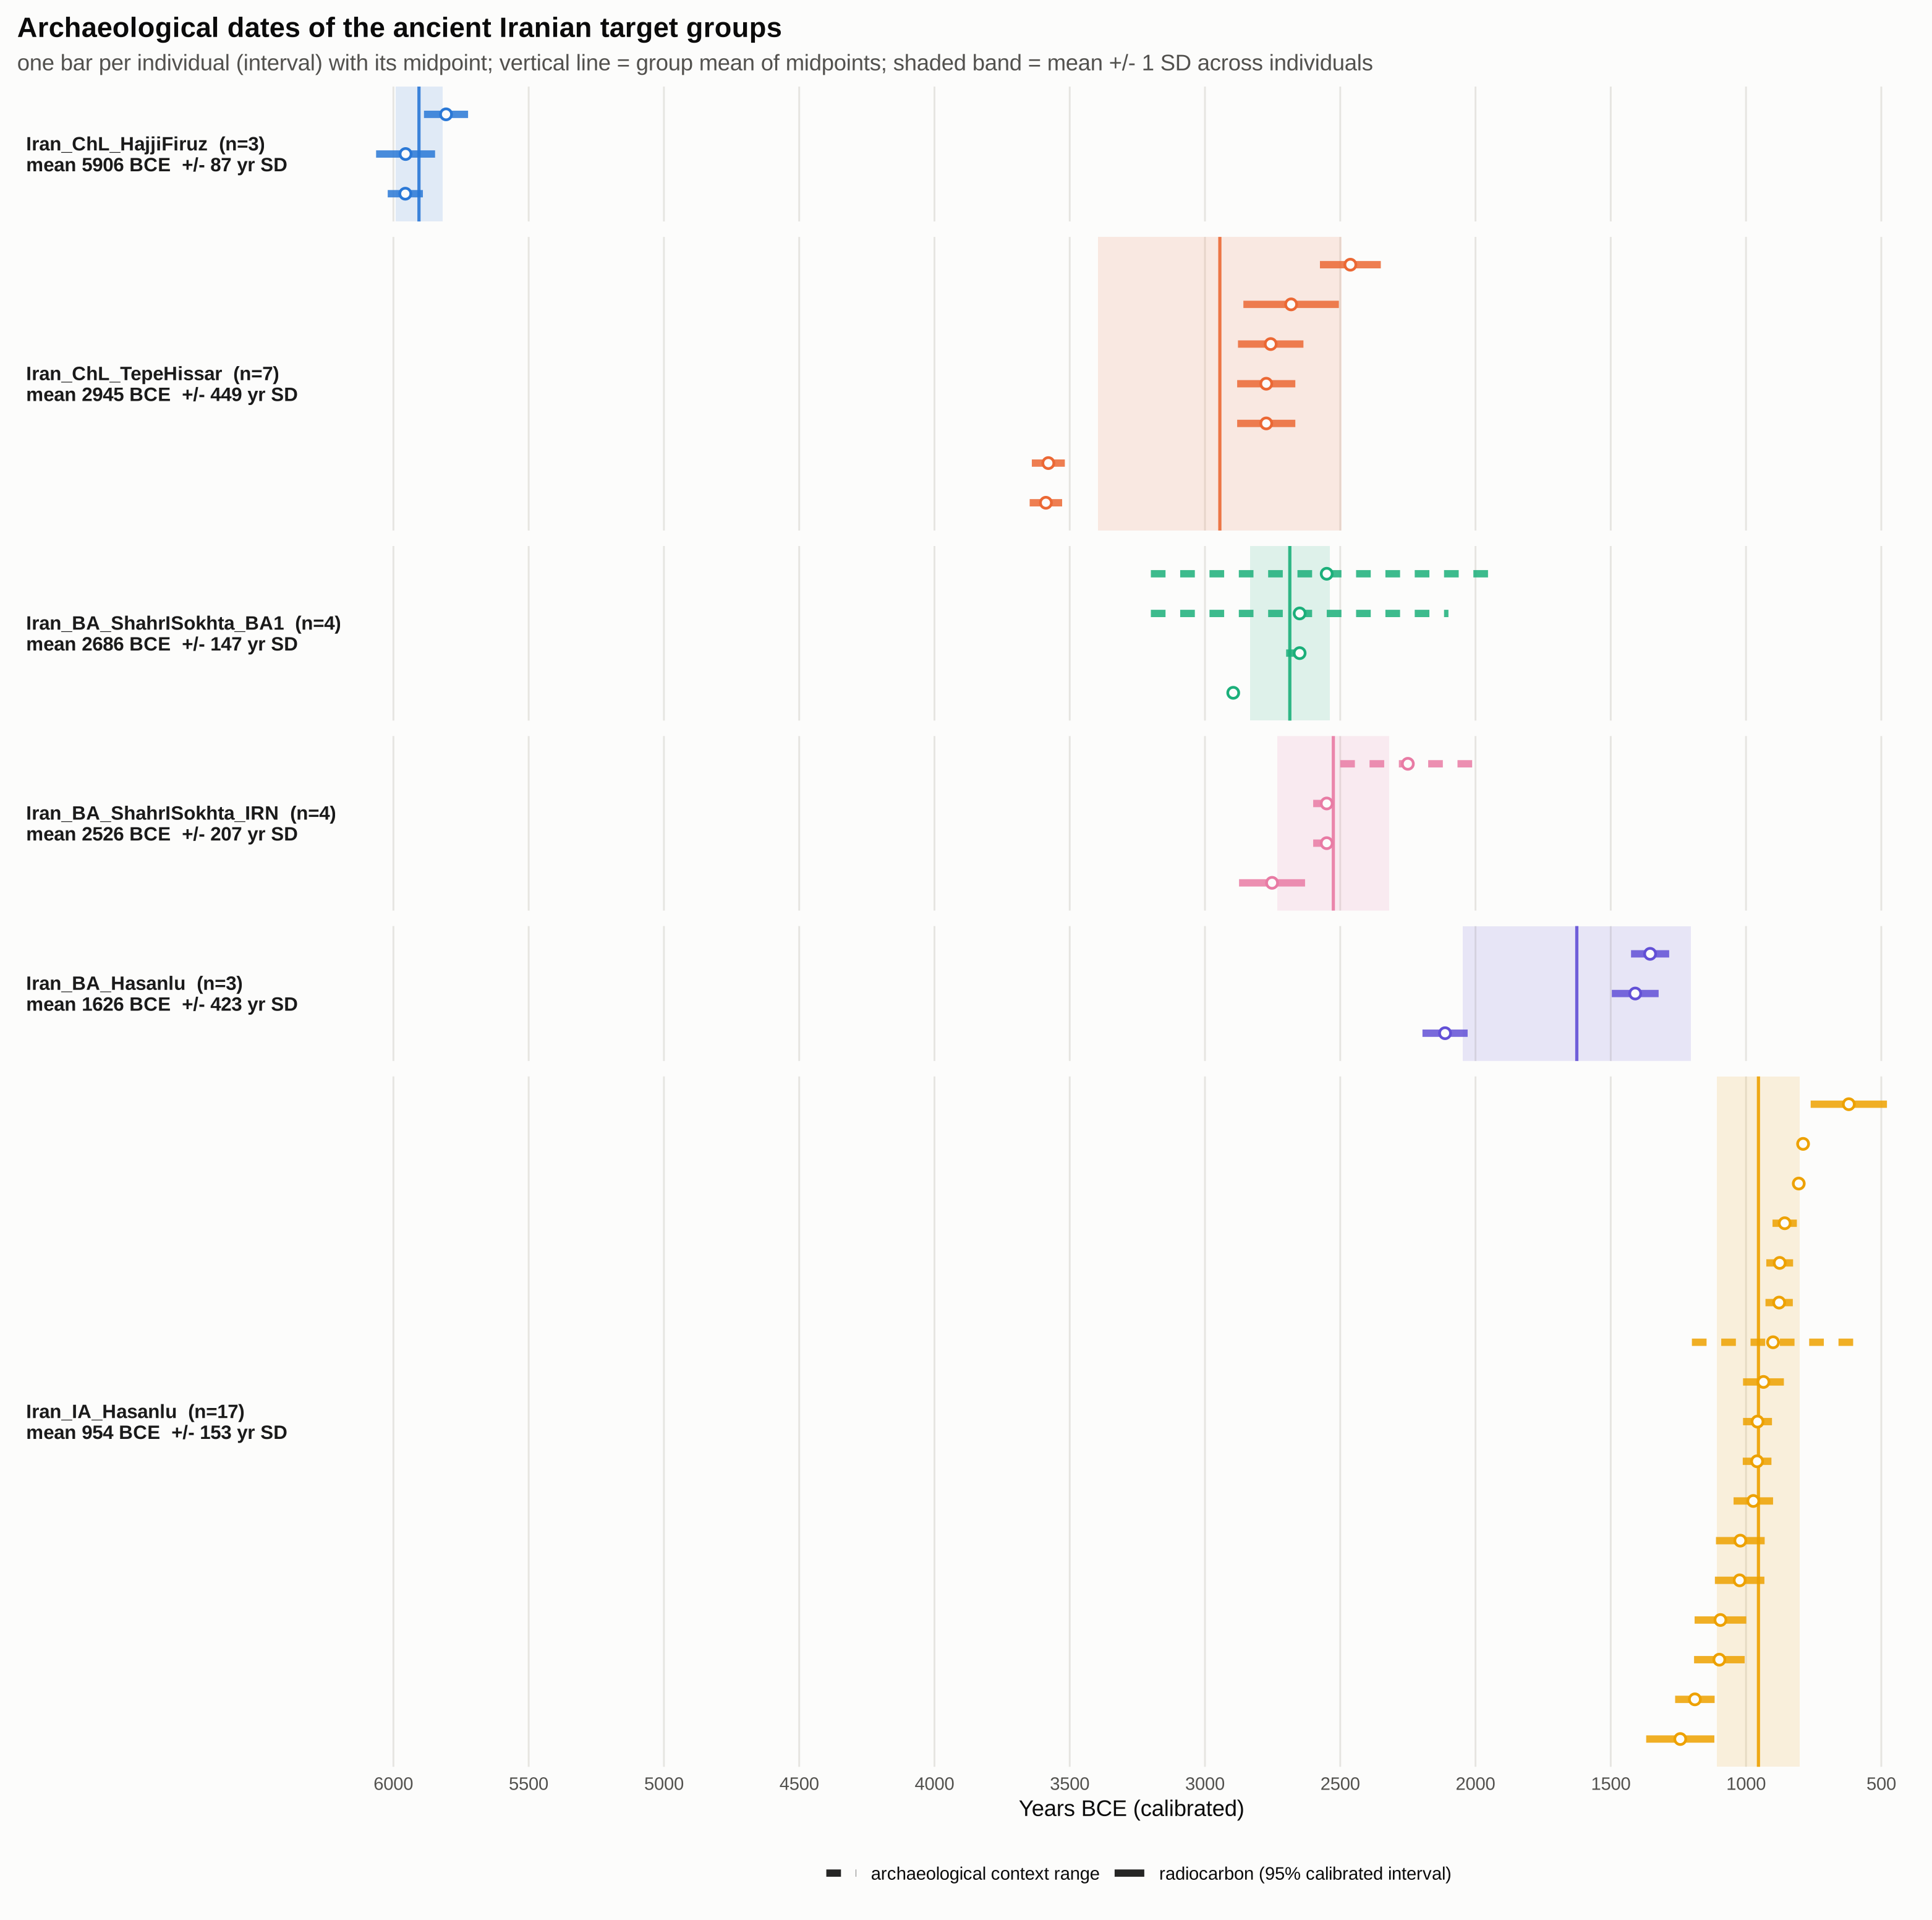 Archaeological dates of the ancient Iranian target groups
one bar per individual (interval) with its midpoint; vertical line = group mean of midpoints; shaded band = mean +/- 1 SD across individuals
Iran_ChL_HajjiFiruz (n=3)
mean 5906 BCE +/- 87 yr SD
Iran_ChL_TepeHissar (n=7)
mean 2945 BCE +/- 449 yr SD
Iran_BA_ShahrISokhta_BA1 (n=4)
mean 2686 BCE +/- 147 yr SD
Iran_BA_ShahrISokhta_IRN (n=4)
mean 2526 BCE +/- 207 yr SD
Iran_BA_Hasanlu (n=3)
mean 1626 BCE +/- 423 yr SD
Iran_IA_Hasanlu (n=17)
mean 954 BCE +/- 153 yr SD
6000 5500 5000 4500 4000 3500 3000 2500 2000 1500 1000 500
Years BCE (calibrated)
archaeological context range radiocarbon (95% calibrated interval)